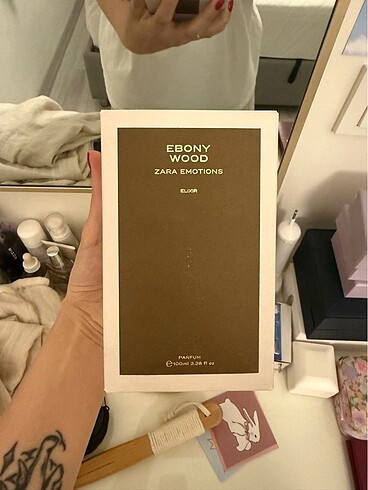 EBONY
WOOD
ZARA EMOTIONS
ELIXIR
PARFUM
℮100ml 3.38 fl oz